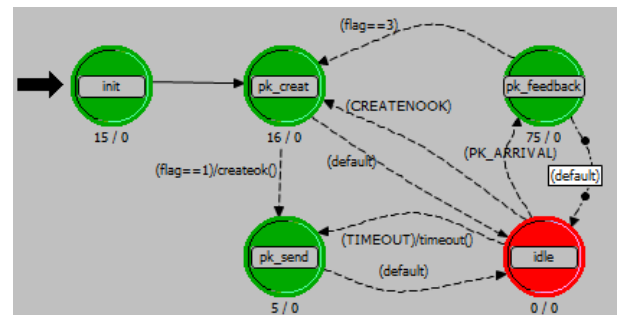 (flag==3)
init
pk_creat
pk_feedback
(CREATENOOK)
15 / 0
16 / 0
75 / 0
(PK_ARRIVAL)
(default)
(flag==1)/createok()
(default)
(TIMEOUT)/timeout()
pk_send
idle
(default)
5 / 0
0 / 0